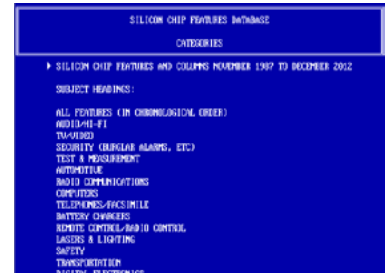 SILICON CHIP FEATURES DATABASE
CATEGORIES
SILICON CHIP FEATURES AND COLUMNS NOVEMBER 1987 TO DECEMBER 2012
SUBJECT HEADINGS:
ALL FEATURES (IN CHRONOLOGICAL ORDER)
AUDIO/HI-FI
TV/VIDEO
SECURITY (BURGLAR ALARMS, ETC)
TEST & MEASUREMENT
AUTOMOTIVE
RADIO COMMUNICATIONS
COMPUTERS
TELEPHONES/FACSIMILE
BATTERY CHARGERS
REMOTE CONTROL/RADIO CONTROL
LASERS & LIGHTING
SAFETY
TRANSPORTATION
DIGITAL ELECTRONICS